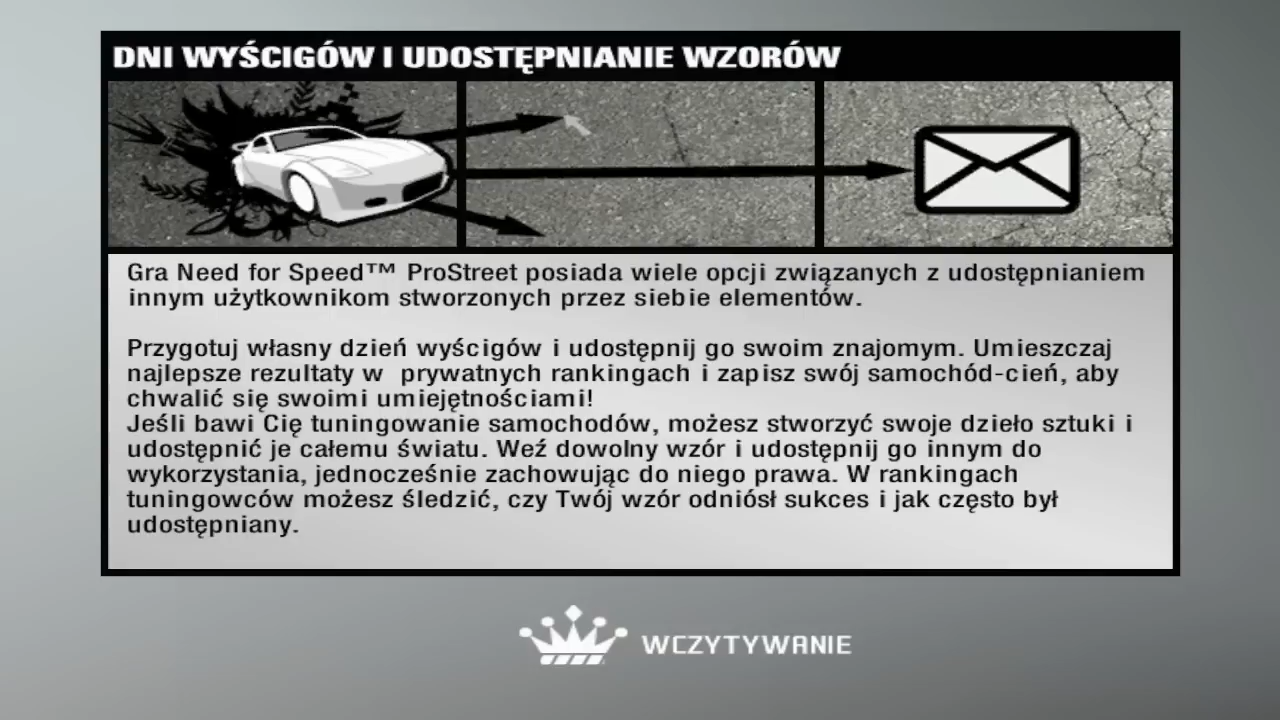 DNI WYŚCIGÓW I UDOSTĘPNIANIE WZORÓW
Gra Need for Speed™ ProStreet posiada wiele opcji związanych z udostępnianiem
innym użytkownikom stworzonych przez siebie elementów.
Przygotuj własny dzień wyścigów i udostępnij go swoim znajomym. Umieszczaj
najlepsze rezultaty w prywatnych rankingach i zapisz swój samochód-cień, aby
chwalić się swoimi umiejętnościami!
Jeśli bawi Cię tuningowanie samochodów, możesz stworzyć swoje dzieło sztuki i
udostępnić je całemu światu. Weź dowolny wzór i udostępnij go innym do
wykorzystania, jednocześnie zachowując do niego prawa. W rankingach
tuningowców możesz śledzić, czy Twój wzór odniósł sukces i jak często był
udostępniany.
WCZYTYWANIE